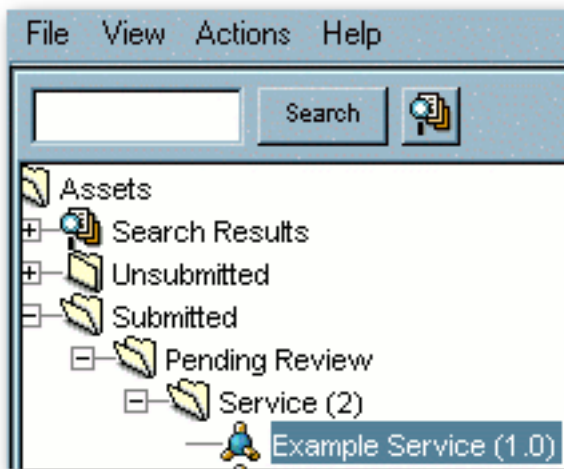 File View Actions Help
Search
Assets
Search Results
Unsubmitted
Submitted
Pending Review
Service (2)
Example Service (1.0)